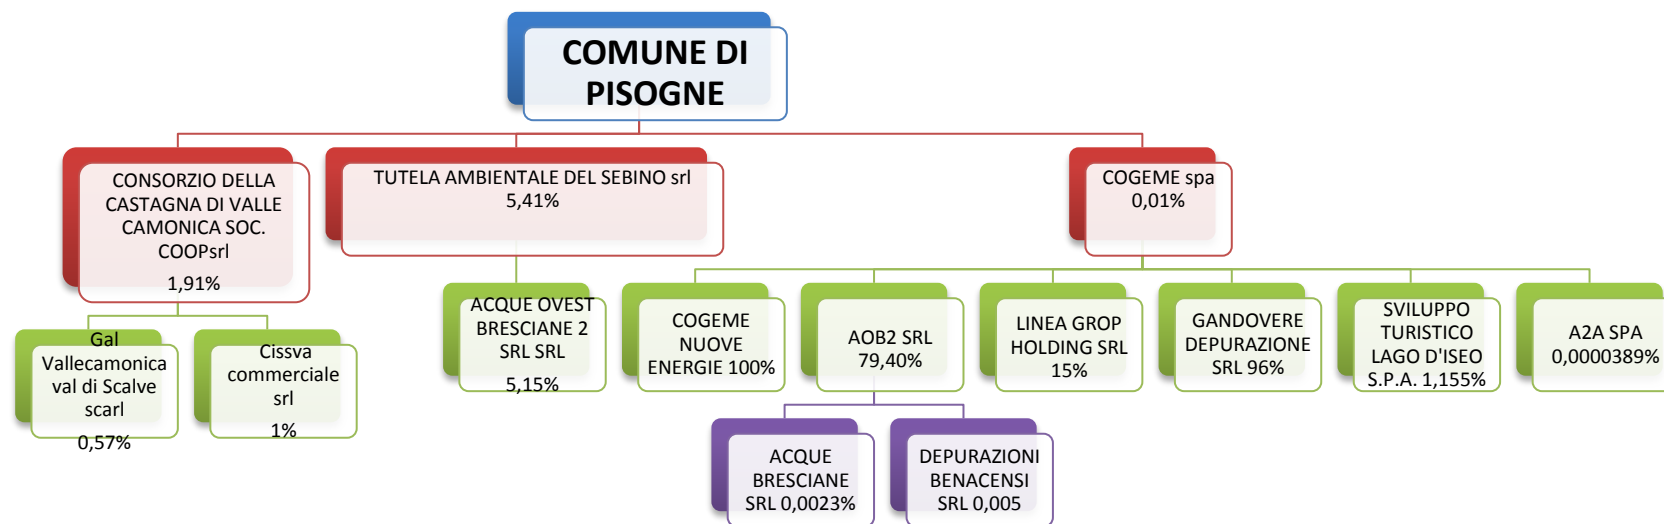 COMUNE DI
PISOGNE
CONSORZIO DELLA
CASTAGNA DI VALLE
CAMONICA SOC.
COOPsrl
1,91%
TUTELA AMBIENTALE DEL SEBINO srl
5,41%
COGEME spa
0,01%
Gal
Vallecamonica
val di Scalve
scarl
0,57%
Cissva
commerciale
srl
1%
ACQUE OVEST
BRESCIANE 2
SRL SRL
5,15%
COGEME
NUOVE
ENERGIE 100%
AOB2 SRL
79,40%
LINEA GROP
HOLDING SRL
15%
GANDOVERE
DEPURAZIONE
SRL 96%
SVILUPPO
TURISTICO
LAGO D'ISEO
S.P.A. 1,155%
A2A SPA
0,0000389%
ACQUE
BRESCIANE
SRL 0,0023%
DEPURAZIONI
BENACENSI
SRL 0,005